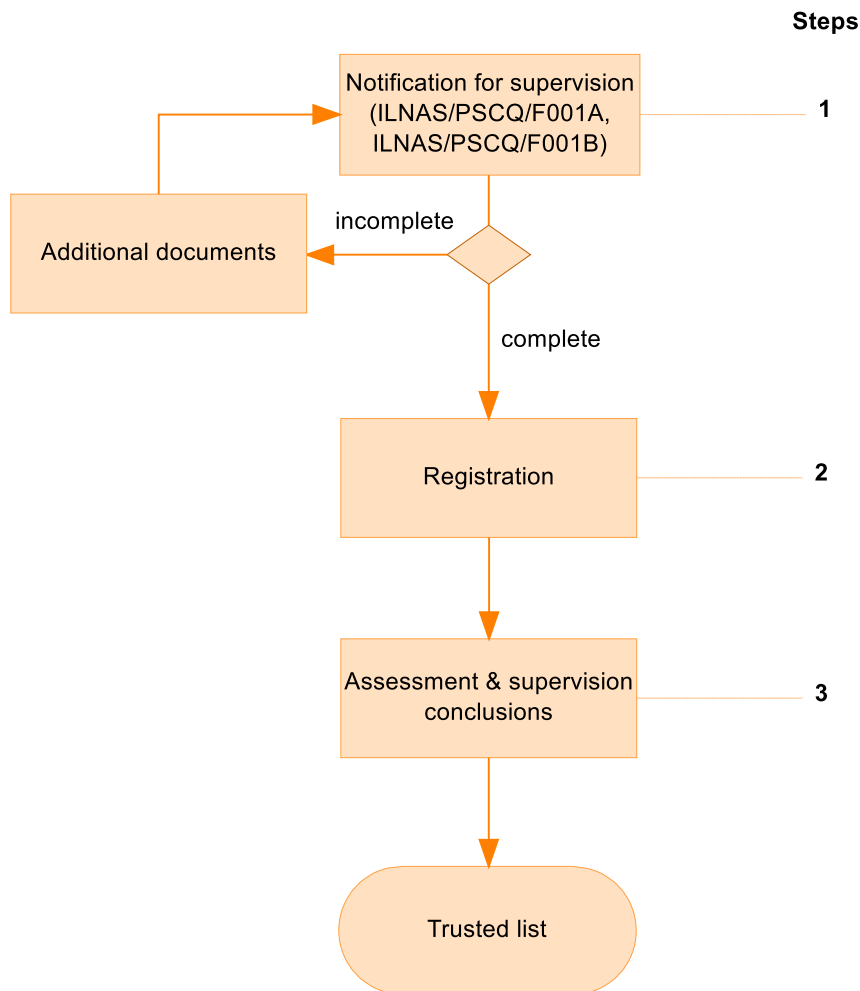 Steps
Notification for supervision
(ILNAS/PSCQ/F001A,
ILNAS/PSCQ/F001B)
1
incomplete
Additional documents
complete
Registration
2
Assessment & supervision
conclusions
3
Trusted list